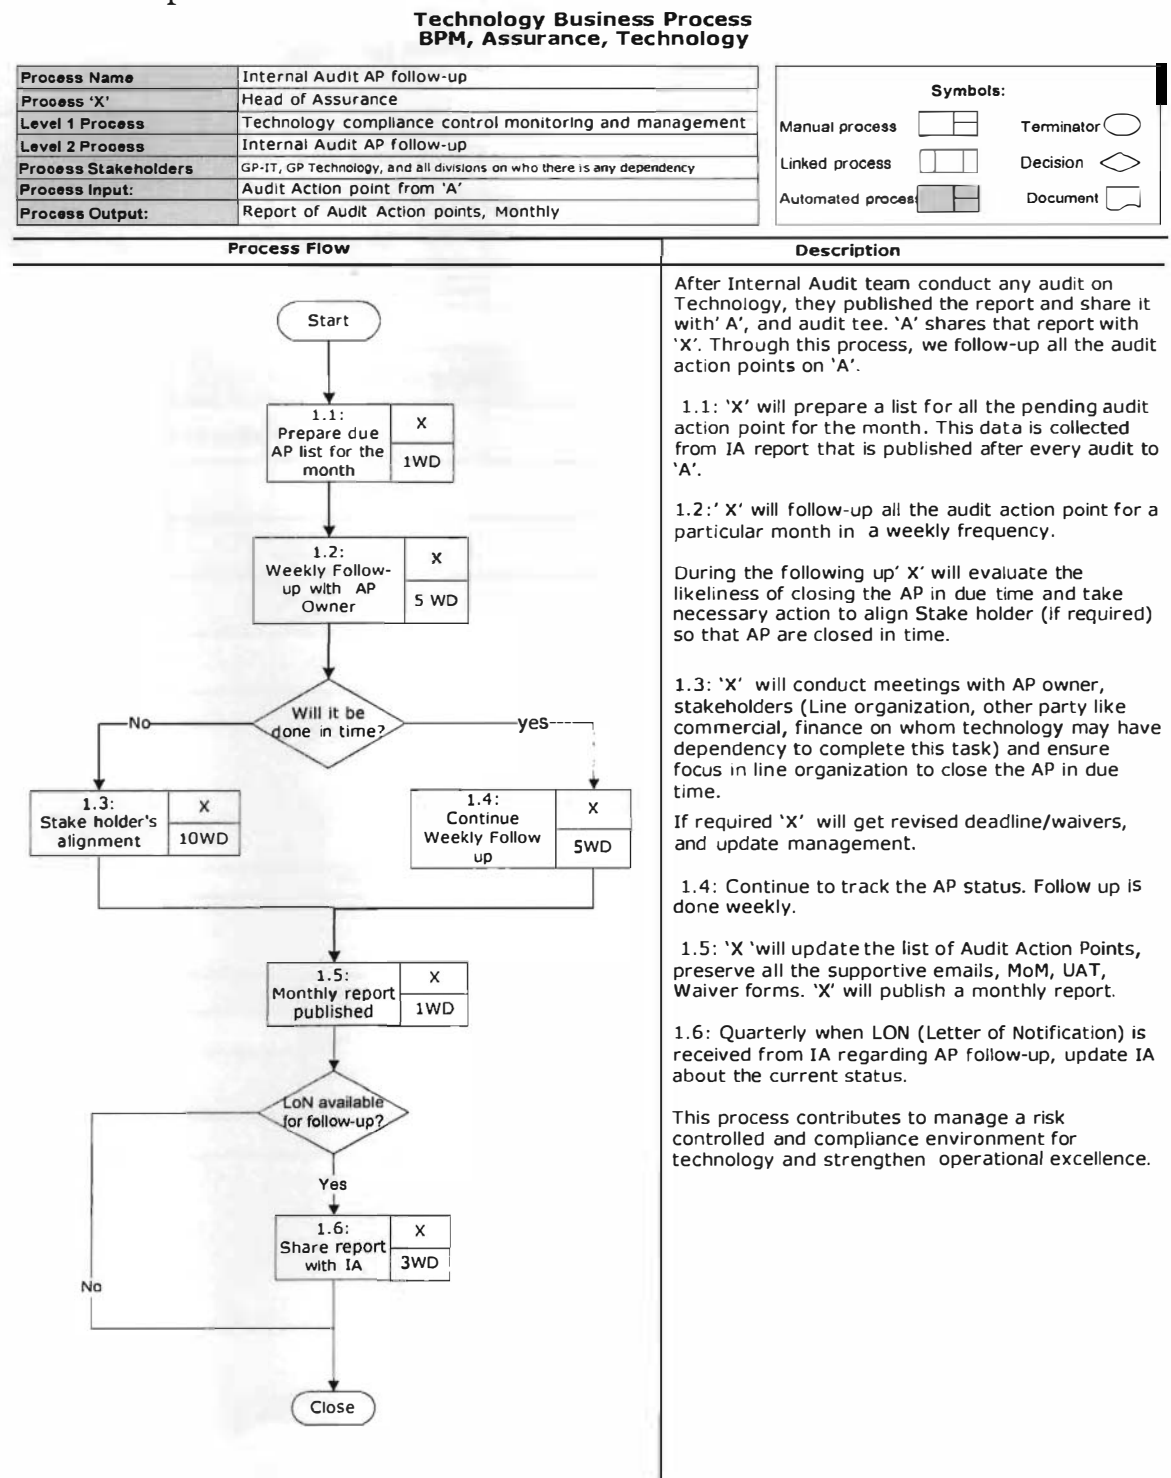 Technology Business Process
BPM, Assurance, Technology
Process Name
Internal Audit AP follow-up
Process 'X'
Head of Assurance
Level 1 Process
Technology compliance control monitoring and management
Level 2 Process
Internal Audit AP follow-up
Process Stakeholders
GP-IT, GP Technology, and all divisions on who there is any dependency
Process Input:
Audit Action point from 'A'
Process Output:
Report of Audit Action points, Monthly
Symbols:
Manual process
Terminator
Linked process
Decision
Automated process
Document
Process Flow
Start
1.1:
Prepare due
AP list for the
month
X
1WD
1.2:
Weekly Follow-
up with AP
Owner
X
5 WD
Will it be
done in time?
No
yes
1.3:
Stake holder's
alignment
X
10WD
1.4:
Continue
Weekly Follow
up
X
5WD
1.5:
Monthly report
published
X
1WD
LoN available
for follow-up?
Yes
1.6:
Share report
with IA
X
3WD
No
Close
Description
After Internal Audit team conduct any audit on
Technology, they published the report and share it
with' A', and audit tee. 'A' shares that report with
'X'. Through this process, we follow-up all the audit
action points on 'A'.
1.1: 'X' will prepare a list for all the pending audit
action point for the month. This data is collected
from IA report that is published after every audit to
'A'.
1.2:' X' will follow-up all the audit action point for a
particular month in a weekly frequency.
During the following up' X' will evaluate the
likeliness of closing the AP in due time and take
necessary action to align Stake holder (if required)
so that AP are closed in time.
1.3: 'X' will conduct meetings with AP owner,
stakeholders (Line organization, other party like
commercial, finance on whom technology may have
dependency to complete this task) and ensure
focus in line organization to close the AP in due
time.
If required 'X' will get revised deadline/waivers,
and update management.
1.4: Continue to track the AP status. Follow up is
done weekly.
1.5: 'X 'will update the list of Audit Action Points,
preserve all the supportive emails, MoM, UAT,
Waiver forms. 'X' will publish a monthly report.
1.6: Quarterly when LON (Letter of Notification) is
received from IA regarding AP follow-up, update IA
about the current status.
This process contributes to manage a risk
controlled and compliance environment for
technology and strengthen operational excellence.